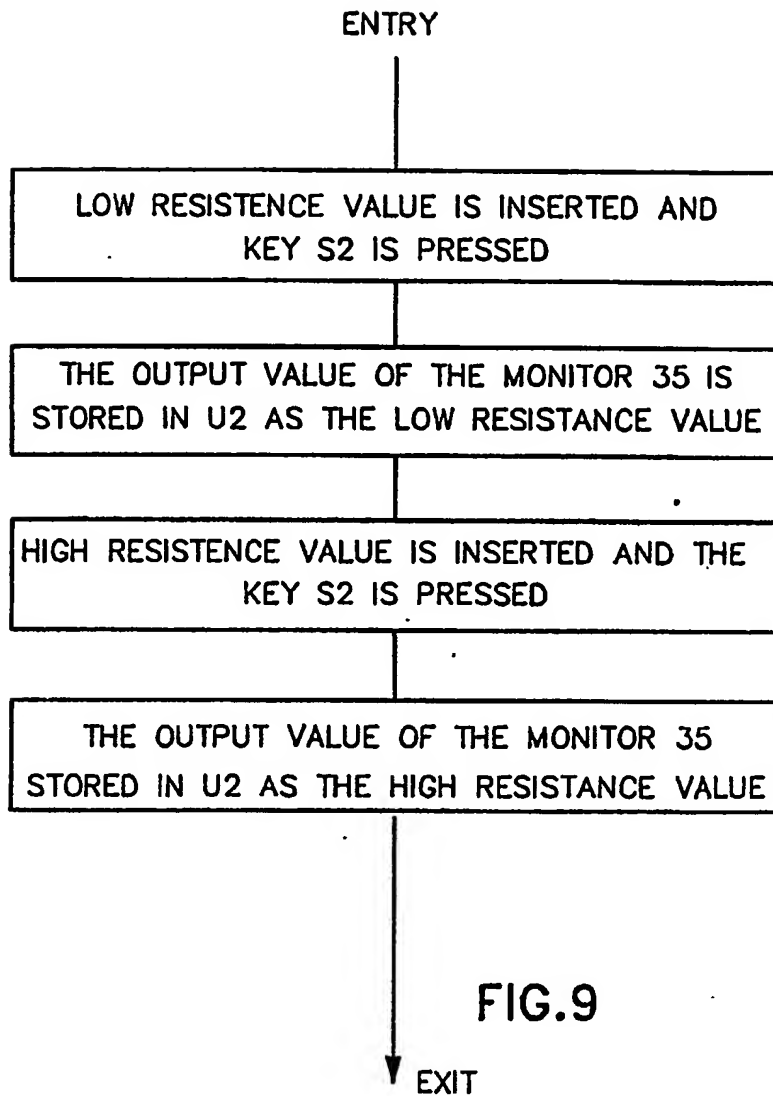 ENTRY
LOW RESISTENCE VALUE IS INSERTED AND
KEY S2 IS PRESSED
THE OUTPUT VALUE OF THE MONITOR 35 IS
STORED IN U2 AS THE LOW RESISTANCE VALUE
HIGH RESISTENCE VALUE IS INSERTED AND THE
KEY S2 IS PRESSED
THE OUTPUT VALUE OF THE MONITOR 35
STORED IN U2 AS THE HIGH RESISTANCE VALUE
FIG.9
EXIT